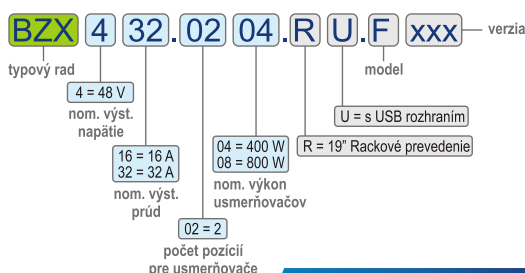 BZX 4 32.02 04.R U.F xxx
verzia
typový rad
model
4 = 48 V
nom. výst.
napätie
U = s USB rozhraním
16 = 16 A
32 = 32 A
nom. výst.
prúd
04 = 400 W
08 = 800 W
nom. výkon
usmerňovačov
R = 19” Rackové prevedenie
02 = 2
počet pozícií
pre usmerňovače